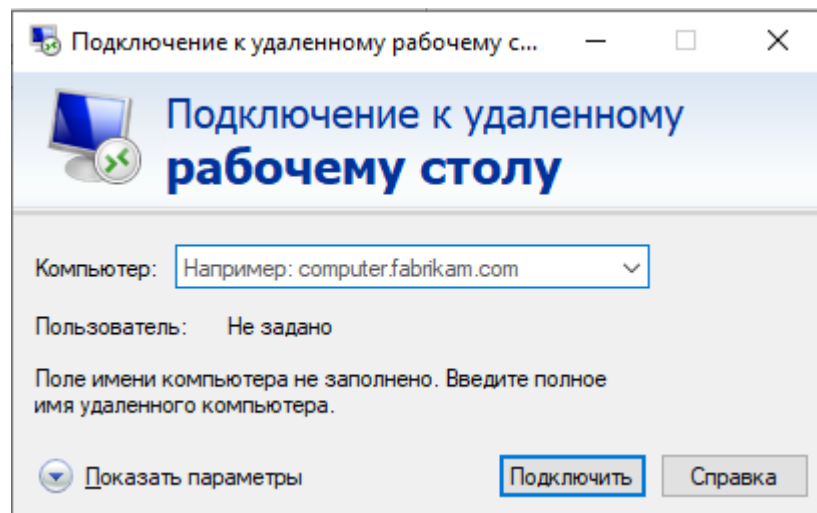 Подключение к удаленному рабочему с...
Подключение к удаленному
рабочему столу
Компьютер: Например: computer.fabrikam.com
Пользователь: Не задано
Поле имени компьютера не заполнено. Введите полное
имя удаленного компьютера.
Показать параметры Подключить Справка